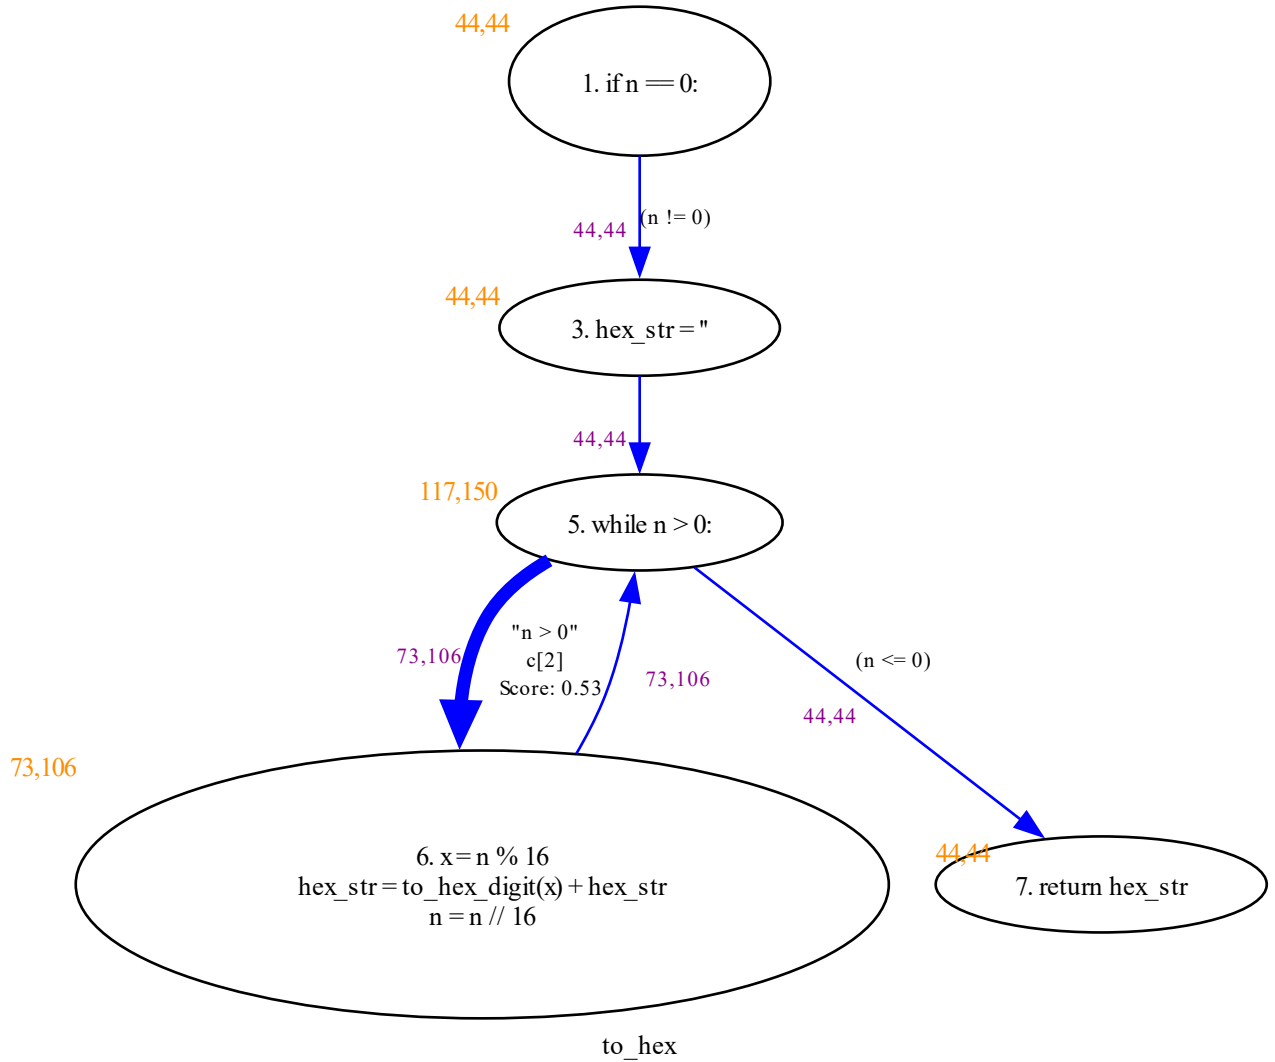 44,44
1. if n == 0:
(n != 0)
44,44
44,44
3. hex_str = ''
44,44
117,150
5. while n > 0:
"n > 0"
c[2]
Score: 0.53
73,106
73,106
(n <= 0)
44,44
73,106
6. x = n % 16
hex_str = to_hex_digit(x) + hex_str
n = n // 16
44,44
7. return hex_str
to_hex